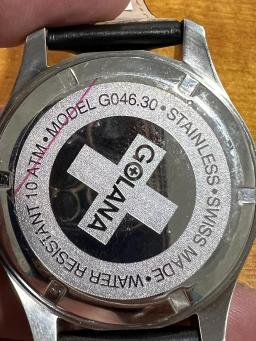 MODEL G046.30 • STAINLESS • SWISS MADE • WATER RESISTANT 10 ATM •
GOLANA